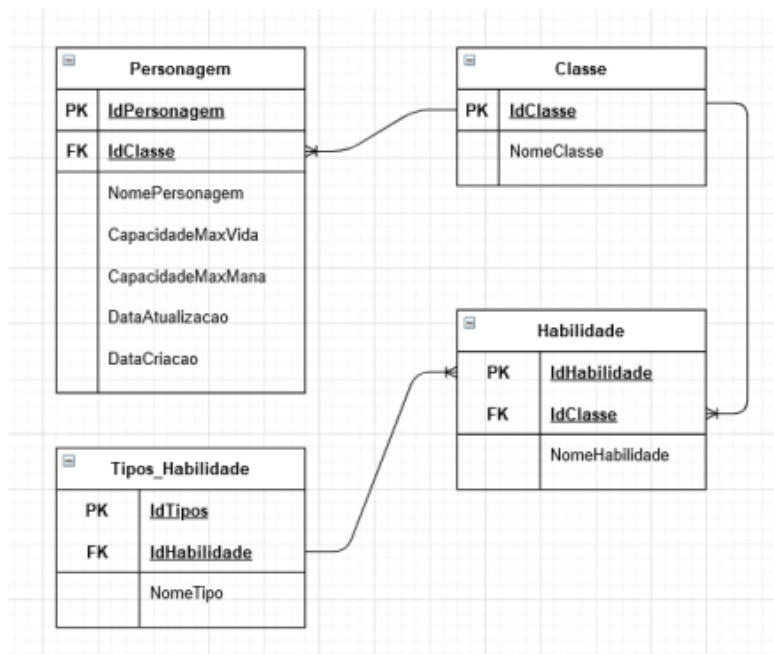 Personagem
PK IdPersonagem
FK IdClasse
NomePersonagem
CapacidadeMaxVida
CapacidadeMaxMana
DataAtualizacao
DataCriacao
Classe
PK IdClasse
NomeClasse
Habilidade
PK IdHabilidade
FK IdClasse
NomeHabilidade
Tipos_Habilidade
PK IdTipos
FK IdHabilidade
NomeTipo